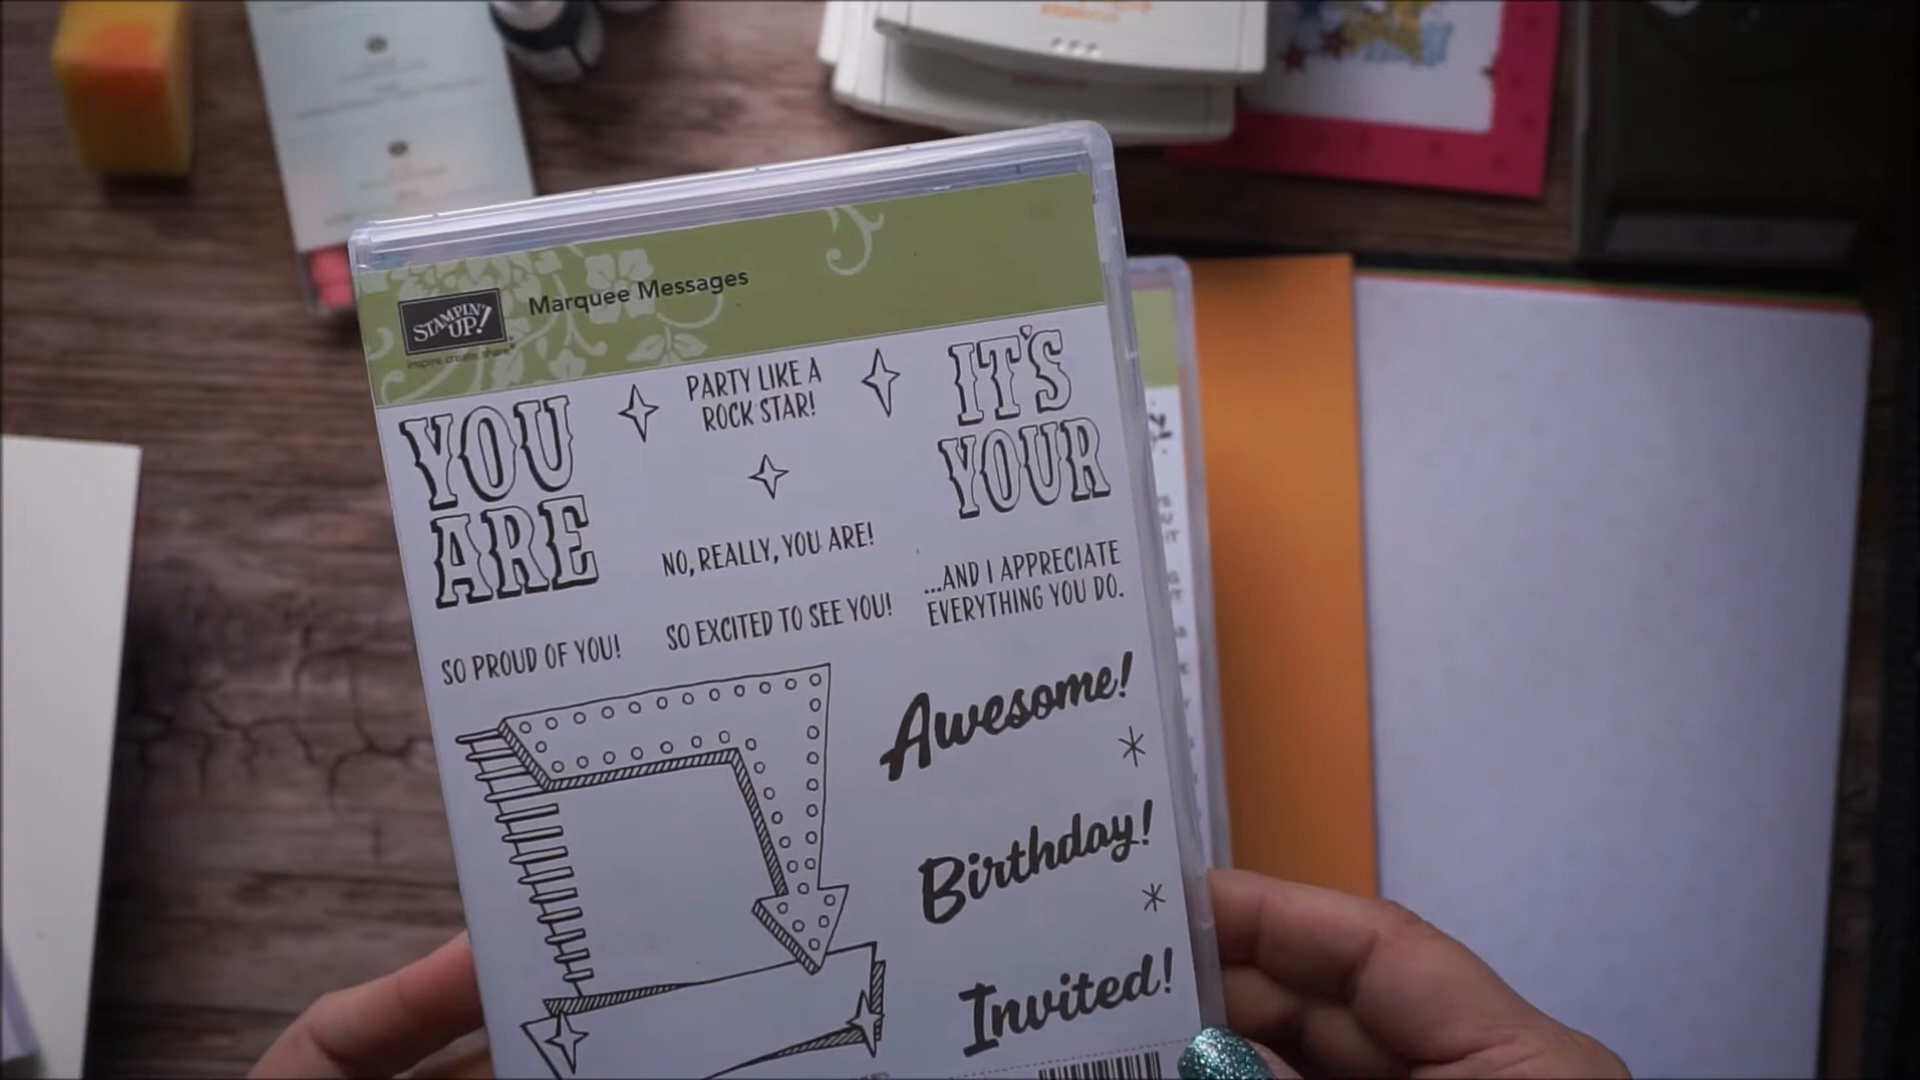 STAMPIN' UP!
inspire.create.share
Marquee Messages
YOU
ARE
PARTY LIKE A
ROCK STAR!
IT'S
YOUR
NO, REALLY, YOU ARE!
...AND I APPRECIATE
EVERYTHING YOU DO.
SO PROUD OF YOU!
SO EXCITED TO SEE YOU!
Awesome!
Birthday!
Invited!